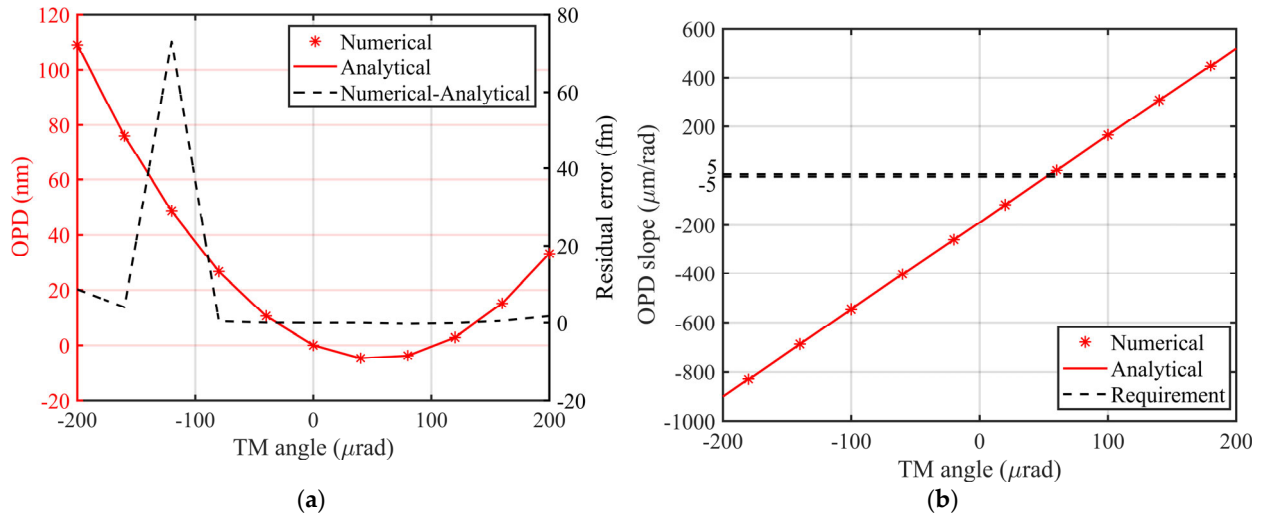 120
100
80
60
40
20
0
-20
OPD (nm)
80
60
40
20
0
-20
Residual error (fm)
Numerical
Analytical
Numerical-Analytical
-200
-100
0
100
200
TM angle (μrad)
(a)
600
400
200
5
-5
-200
-400
-600
-800
-1000
OPD slope (μm/rad)
Numerical
Analytical
Requirement
-200
-100
0
100
200
TM angle (μrad)
(b)